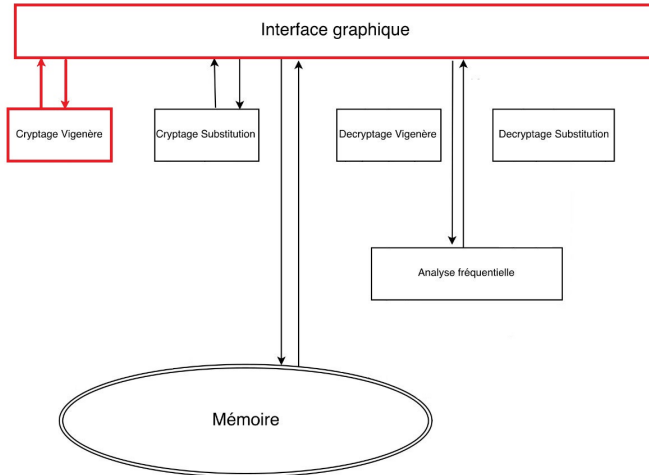 Interface graphique
Cryptage Vigenère
Cryptage Substitution
Decryptage Vigenère
Decryptage Substitution
Analyse fréquentielle
Mémoire